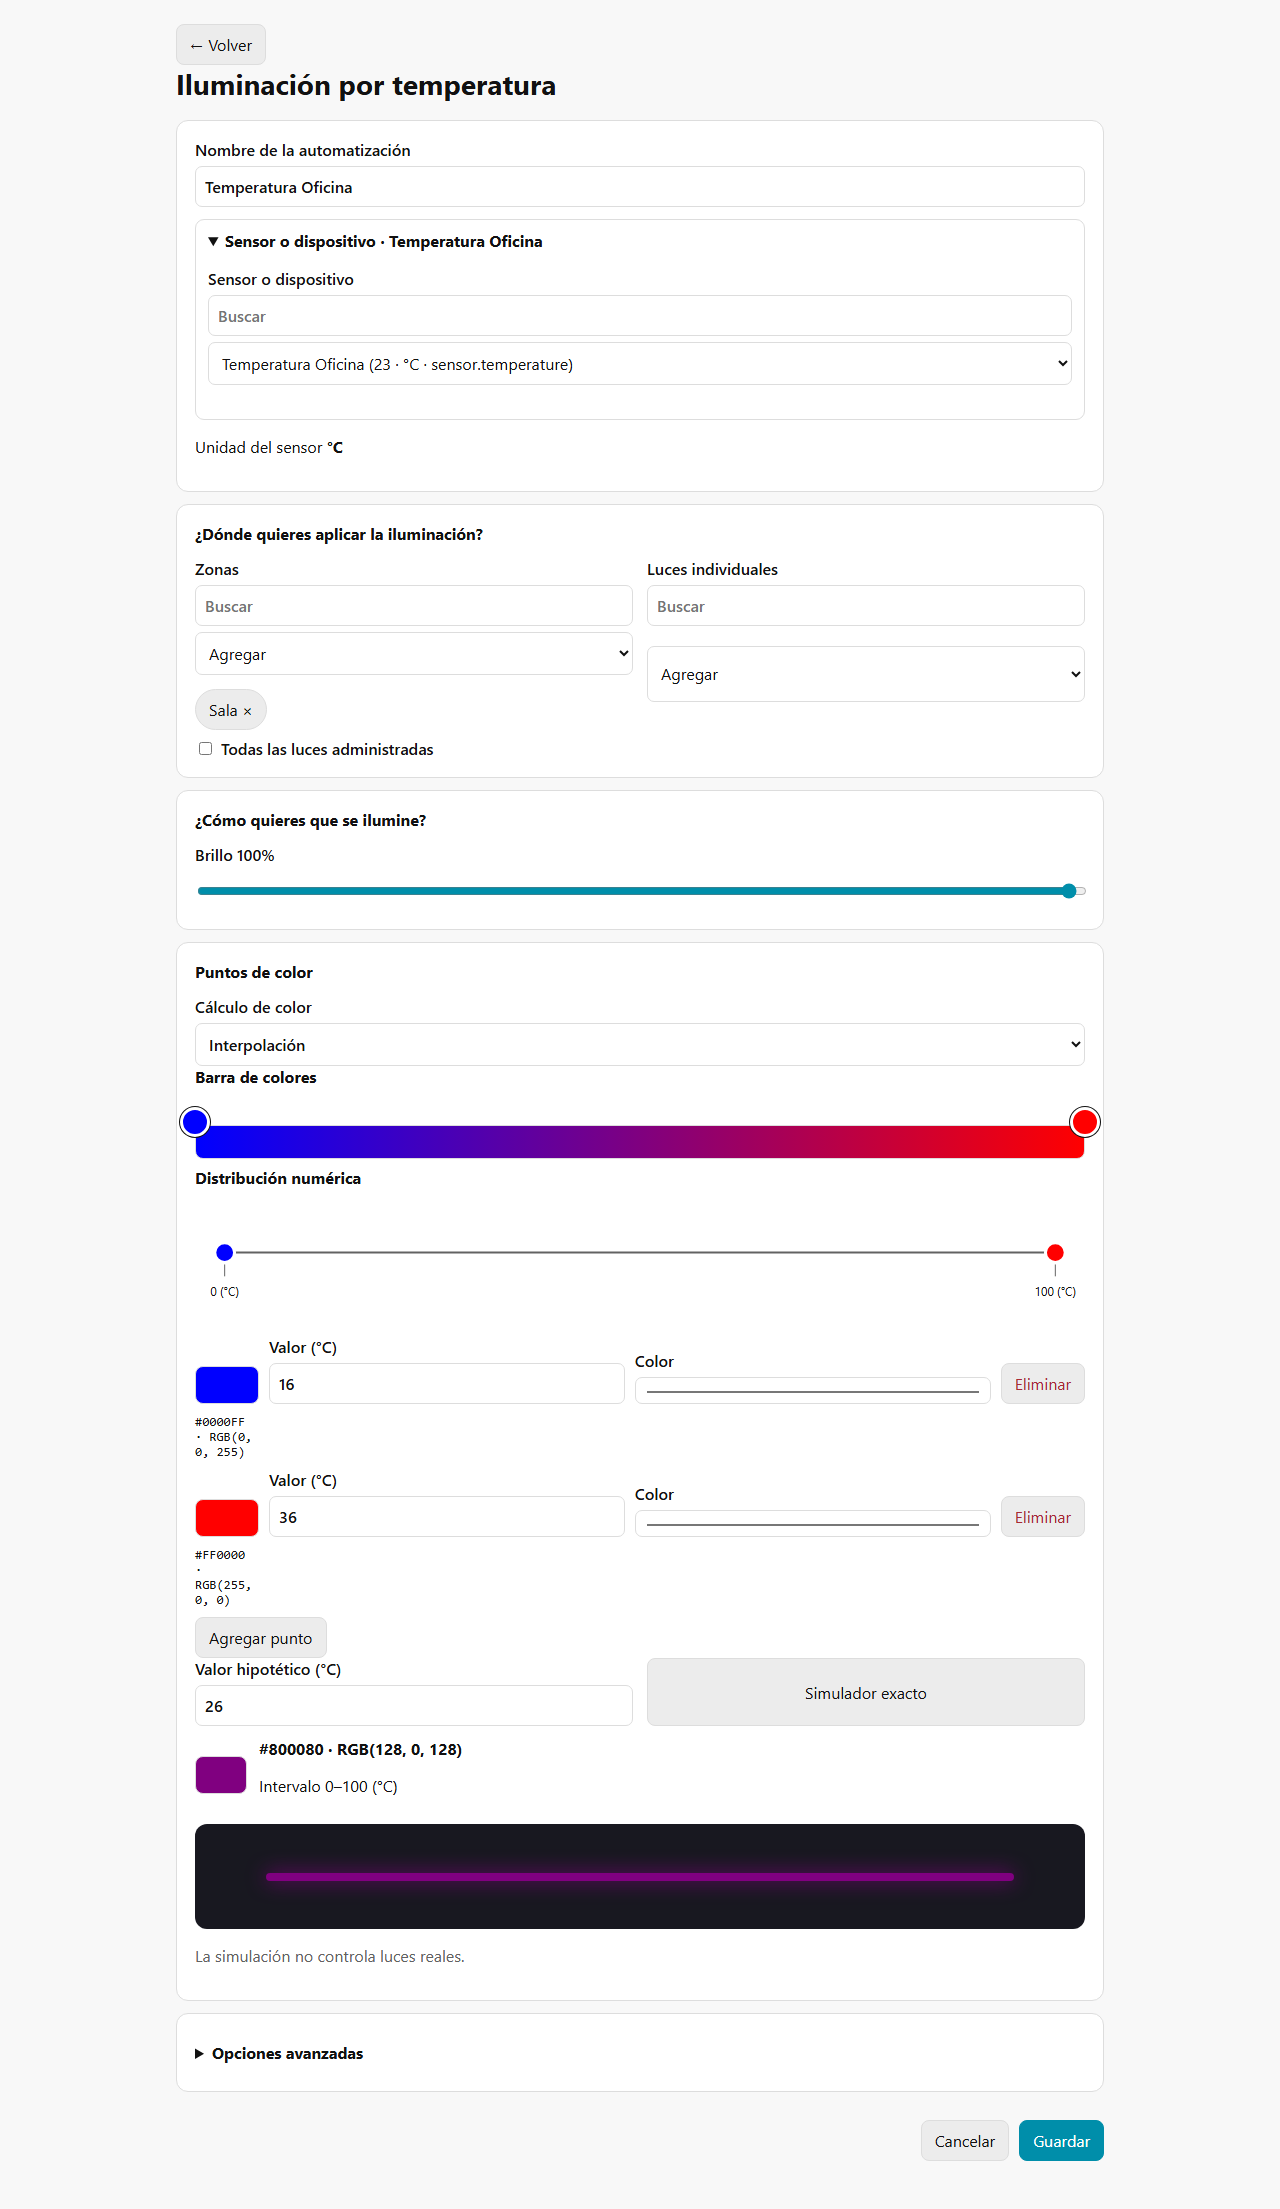 ← Volver
Iluminación por temperatura
Nombre de la automatización
Temperatura Oficina
▼ Sensor o dispositivo · Temperatura Oficina
Sensor o dispositivo
Buscar
Temperatura Oficina (23 · °C · sensor.temperature)
Unidad del sensor °C
¿Dónde quieres aplicar la iluminación?
Zonas
Luces individuales
Buscar
Buscar
Agregar
Agregar
Sala ×
Todas las luces administradas
¿Cómo quieres que se ilumine?
Brillo 100%
Puntos de color
Cálculo de color
Interpolación
Barra de colores
Distribución numérica
0 (°C)
100 (°C)
Valor (°C)
Color
16
Eliminar
#0000FF
· RGB(0,
0, 255)
Valor (°C)
Color
36
Eliminar
#FF0000
·
RGB(255,
0, 0)
Agregar punto
Valor hipotético (°C)
26
Simulador exacto
#800080 · RGB(128, 0, 128)
Intervalo 0–100 (°C)
La simulación no controla luces reales.
▶ Opciones avanzadas
Cancelar
Guardar